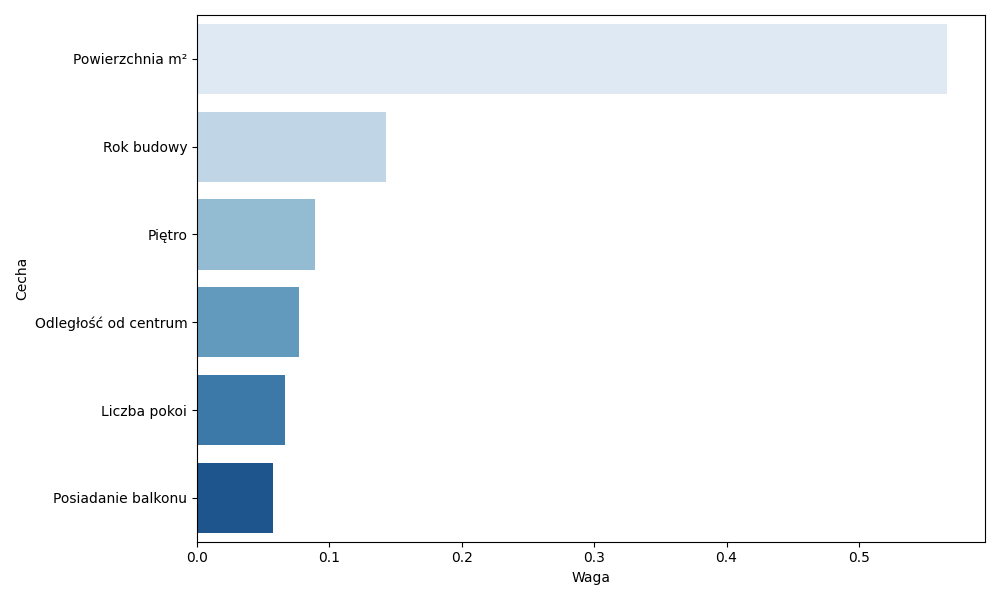 Powierzchnia m²
Rok budowy
Piętro
Odległość od centrum
Liczba pokoi
Posiadanie balkonu
Cecha
0.0 0.1 0.2 0.3 0.4 0.5
Waga